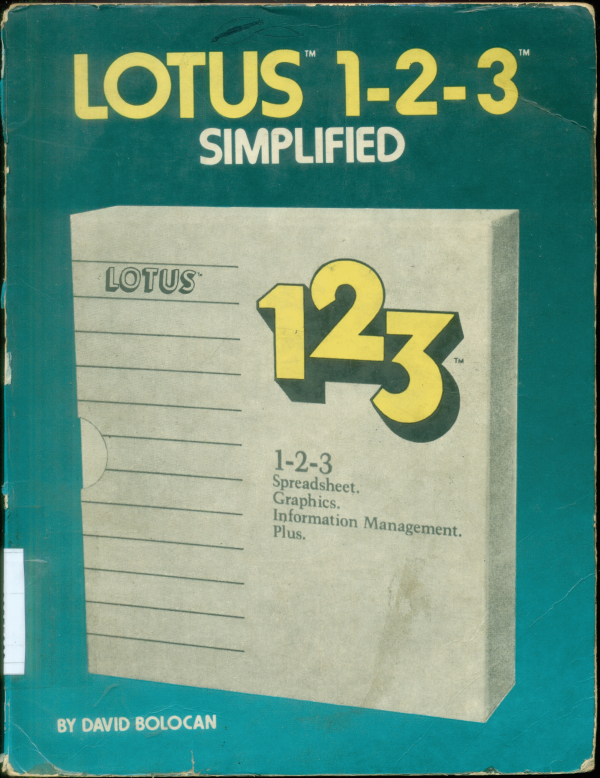 LOTUS™ 1-2-3™
SIMPLIFIED
LOTUS™
123™
1-2-3
Spreadsheet.
Graphics.
Information Management.
Plus.
BY DAVID BOLOCAN